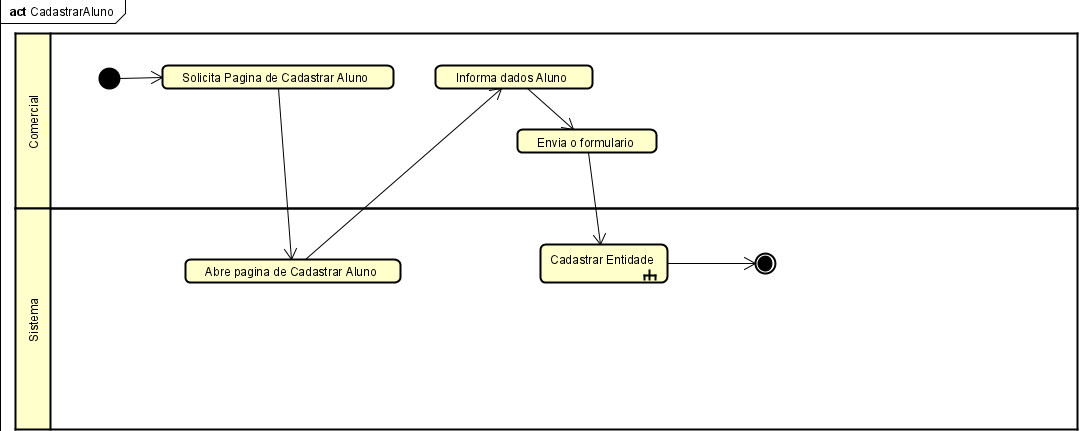 act CadastrarAluno
Comercial
Solicita Pagina de Cadastrar Aluno
Informa dados Aluno
Envia o formulario
Sistema
Abre pagina de Cadastrar Aluno
Cadastrar Entidade